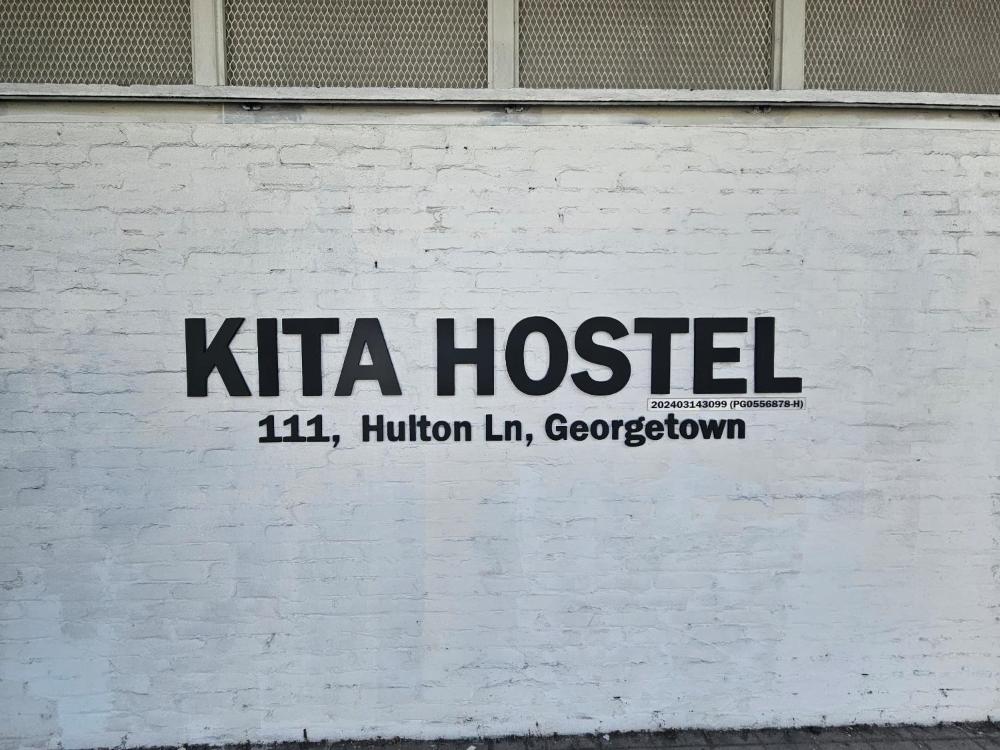 KITA HOSTEL
202403143099 (PG0556878-H)
111, Hulton Ln, Georgetown